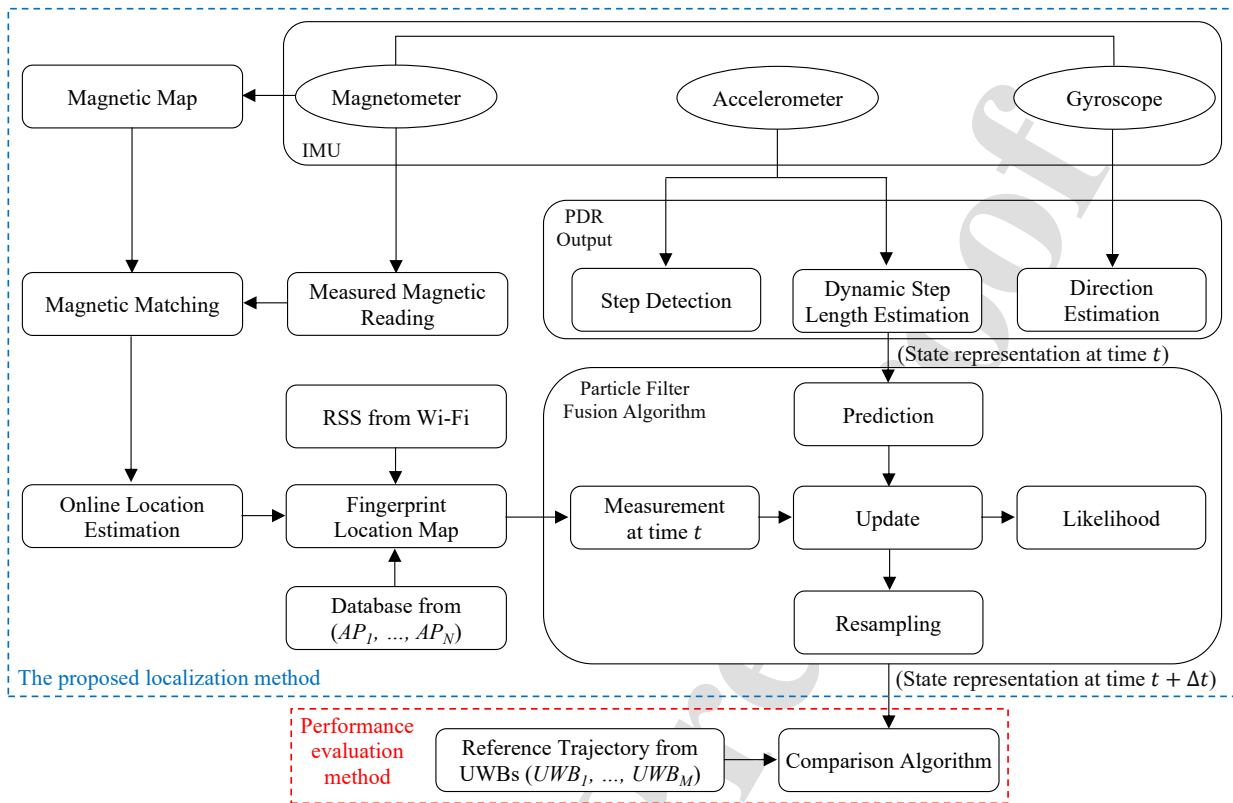 Magnetic Map
Magnetometer
Accelerometer
Gyroscope
IMU
PDR
Output
Magnetic Matching
Measured Magnetic
Reading
Step Detection
Dynamic Step
Length Estimation
Direction
Estimation
(State representation at time t)
Particle Filter
Fusion Algorithm
RSS from Wi-Fi
Prediction
Online Location
Estimation
Fingerprint
Location Map
Measurement
at time t
Update
Likelihood
Database from
(AP1, ..., APN)
Resampling
The proposed localization method
(State representation at time t + Δt)
Performance
evaluation
method
Reference Trajectory from
UWBs (UWB1, ..., UWBM)
Comparison Algorithm